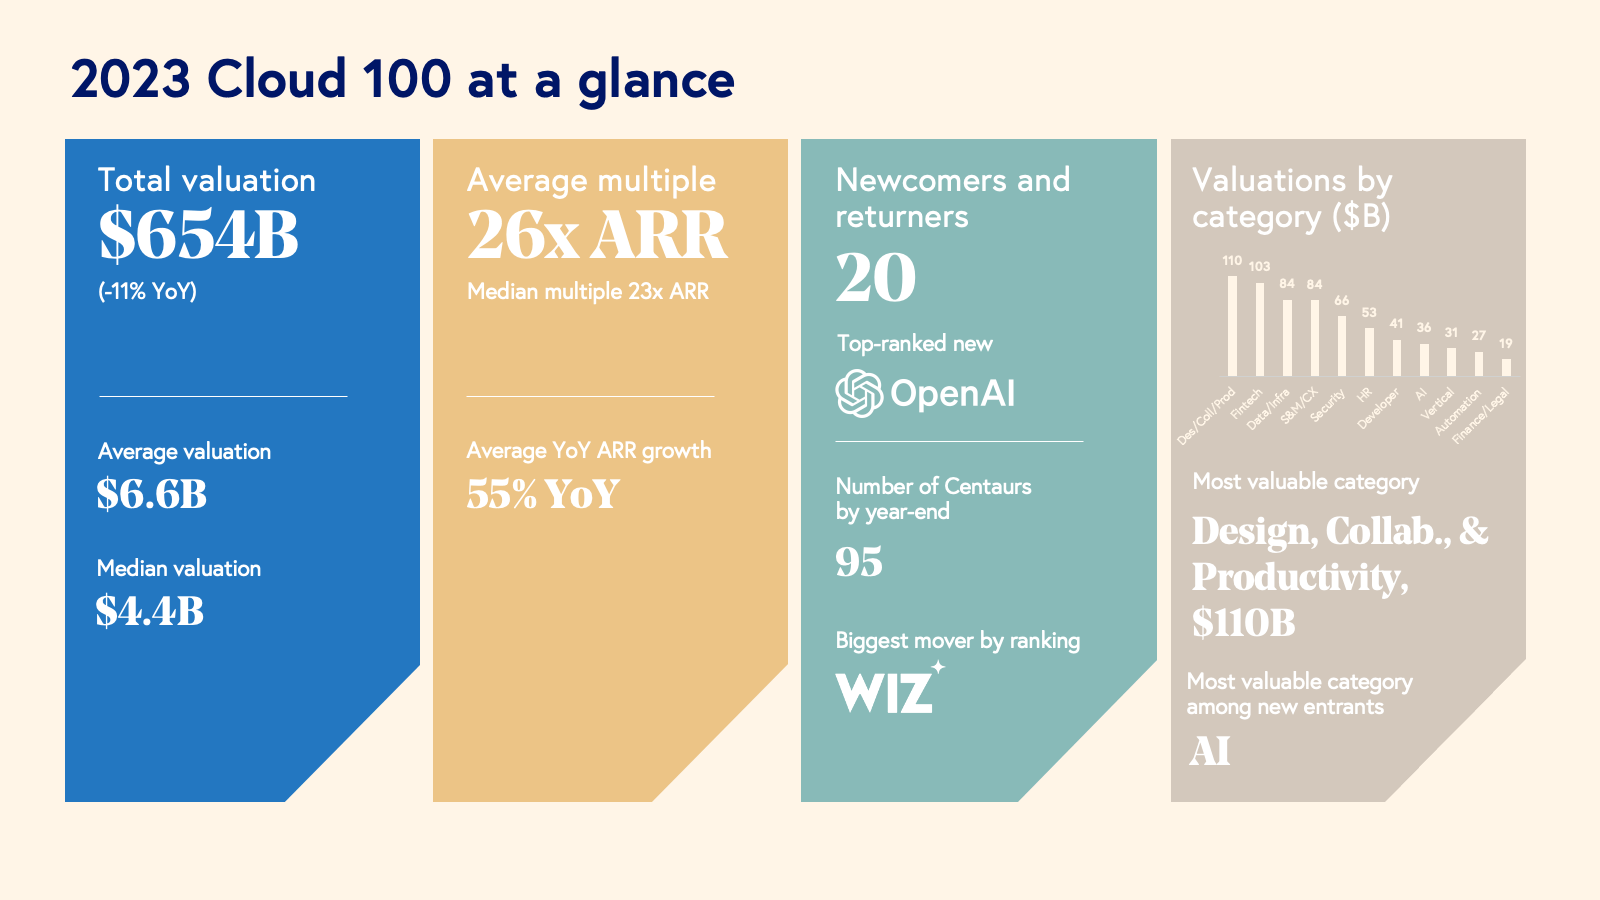 2023 Cloud 100 at a glance
Total valuation
$654B
(-11% YoY)
Average valuation
$6.6B
Median valuation
$4.4B
Average multiple
26x ARR
Median multiple 23x ARR
Average YoY ARR growth
55% YoY
Newcomers and
returners
20
Top-ranked new
OpenAI
Number of Centaurs
by year-end
95
Biggest mover by ranking
WIZ
Valuations by
category ($B)
110 103 84 84 66 53 41 36 31 27 19
Des/Coll/Prod Fintech Data/Infra S&M/CX Security HR Developer AI Vertical Automation Finance/Legal
Most valuable category
Design, Collab., &
Productivity,
$110B
Most valuable category
among new entrants
AI